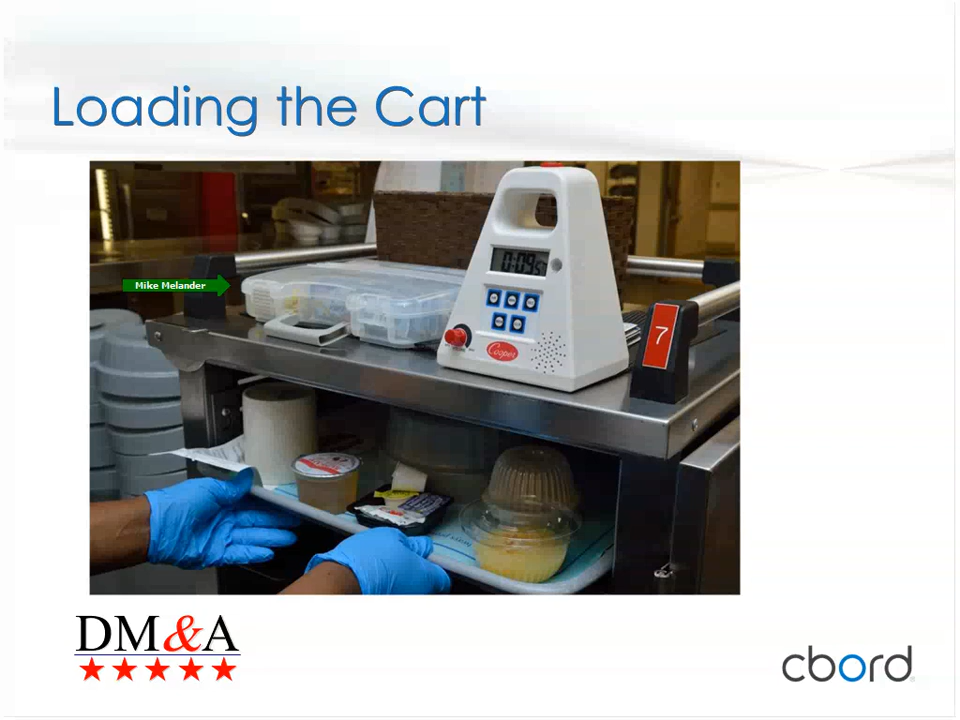 Loading the Cart
Mike Melander
0:09
7
Cooper
DM&A
cbord